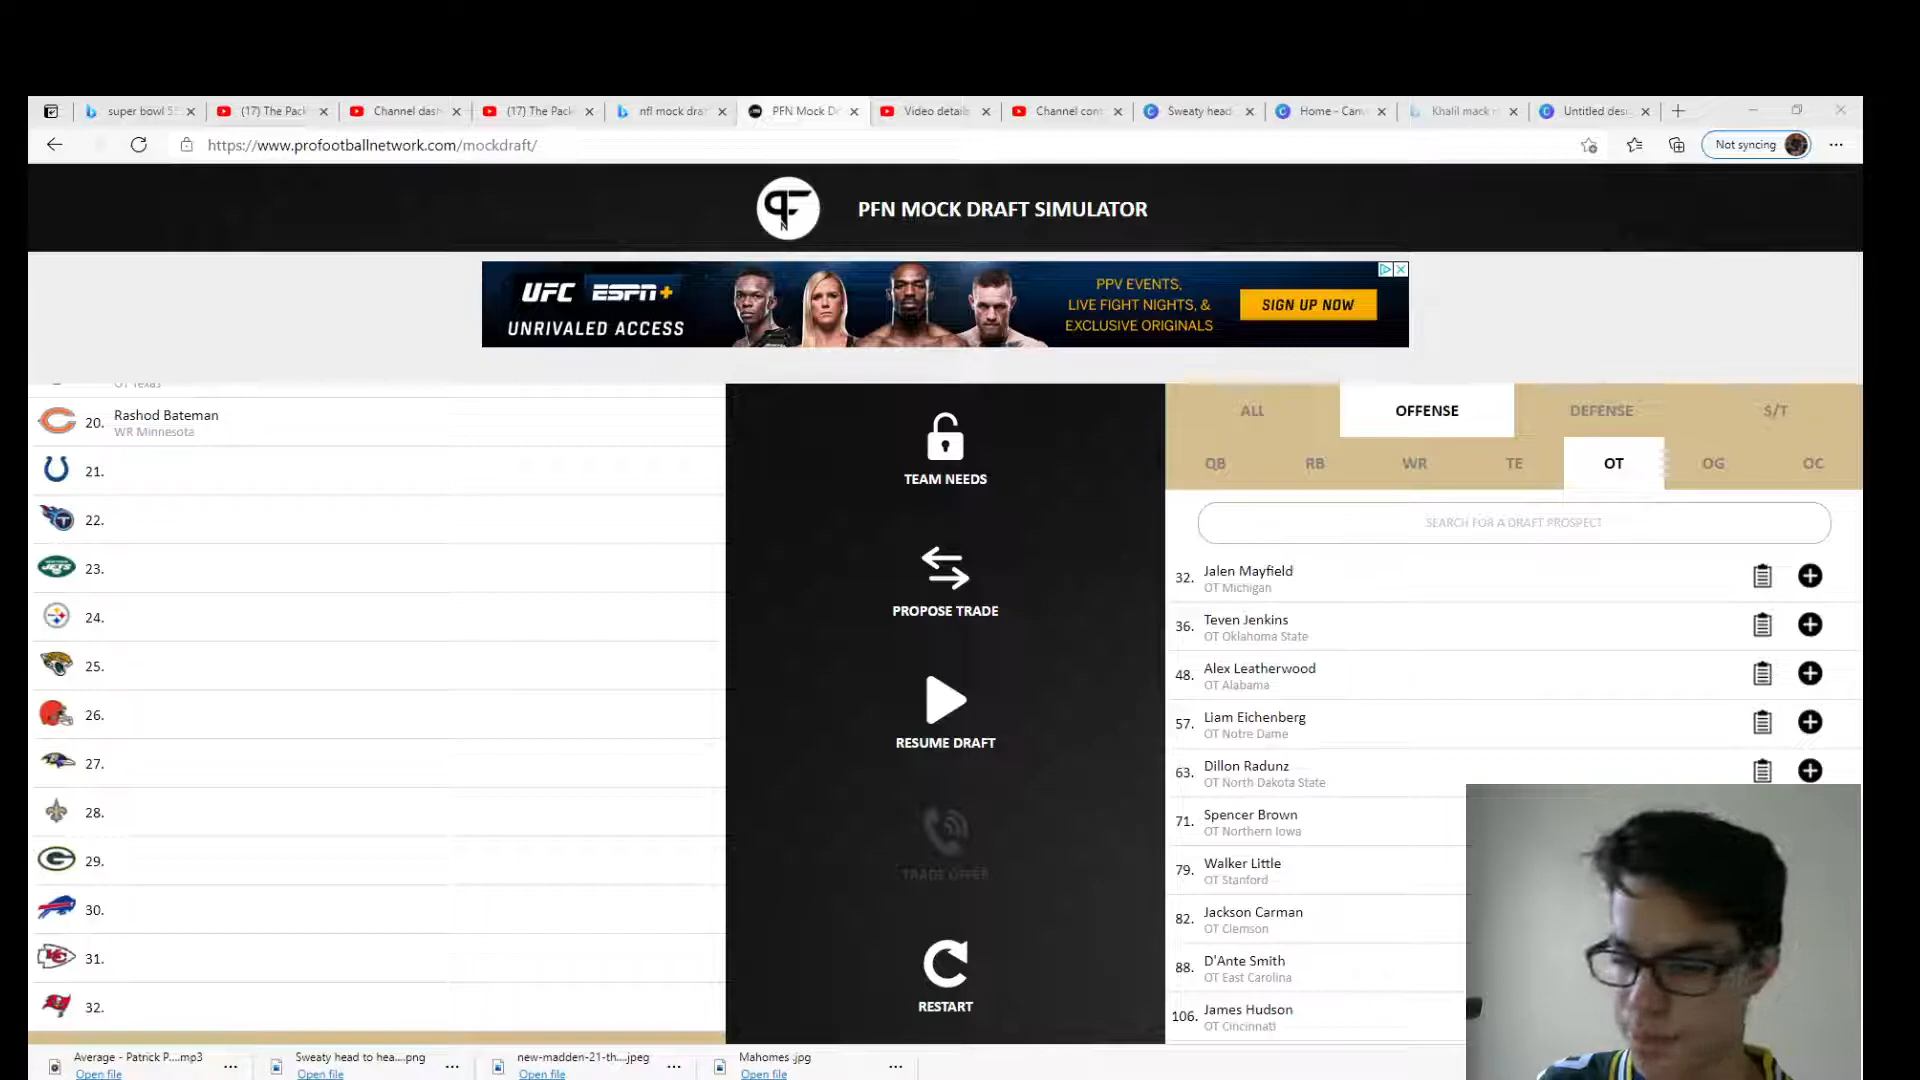 super bowl 5
(17) The Pack
Channel dash
(17) The Pack
nfl mock dra
PFN Mock D
Video details
Channel con
Sweaty head
Home - Can
Khalil mack
Untitled des
https://www.profootballnetwork.com/mockdraft/
Not syncing
PFN MOCK DRAFT SIMULATOR
UFC ESPN+
UNRIVALED ACCESS
PPV EVENTS,
LIVE FIGHT NIGHTS, &
EXCLUSIVE ORIGINALS
SIGN UP NOW
OT Texas
20. Rashod Bateman
WR Minnesota
21.
22.
23.
24.
25.
26.
27.
28.
29.
30.
31.
32.
TEAM NEEDS
PROPOSE TRADE
RESUME DRAFT
TRADE OFFER
RESTART
ALL OFFENSE DEFENSE S/T
QB RB WR TE OT OG OC
SEARCH FOR A DRAFT PROSPECT
32. Jalen Mayfield
OT Michigan
36. Teven Jenkins
OT Oklahoma State
48. Alex Leatherwood
OT Alabama
57. Liam Eichenberg
OT Notre Dame
63. Dillon Radunz
OT North Dakota State
71. Spencer Brown
OT Northern Iowa
79. Walker Little
OT Stanford
82. Jackson Carman
OT Clemson
88. D'Ante Smith
OT East Carolina
106. James Hudson
OT Cincinnati
Average - Patrick P....mp3
Open file
Sweaty head to hea....png
Open file
new-madden-21-th....jpeg
Open file
Mahomes.jpg
Open file